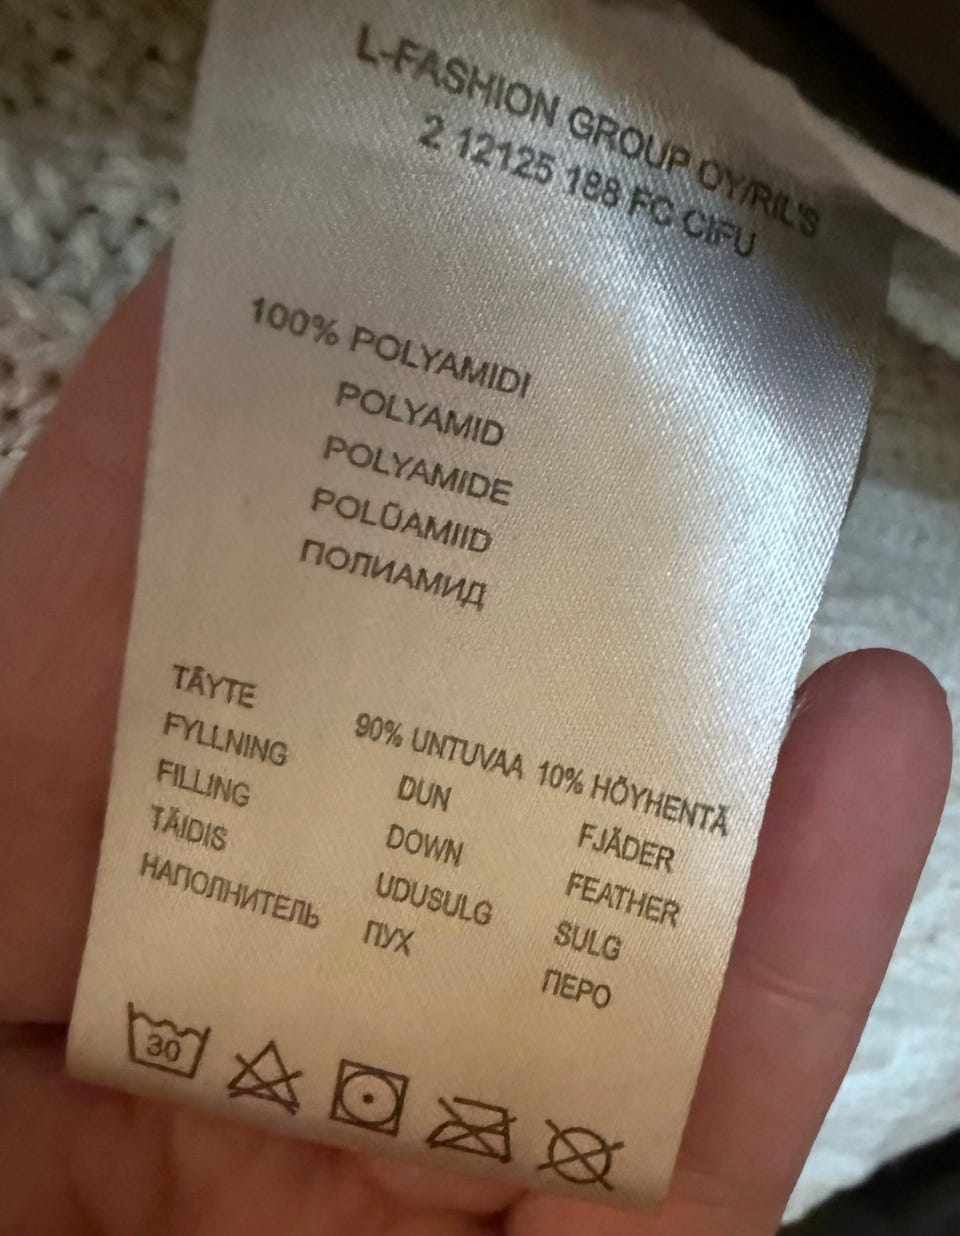 L-FASHION GROUP OY/RIL'S
2 12125 188 FC CIFU
100% POLYAMIDI
POLYAMID
POLYAMIDE
POLÜAMIID
ПОЛИАМИД
TÄYTE 90% UNTUVAA 10% HÖYHENTÄ
FYLLNING DUN FJÄDER
FILLING DOWN FEATHER
TÄIDIS UDUSULG SULG
НАПОЛНИТЕЛЬ ПУХ ПЕРО
30